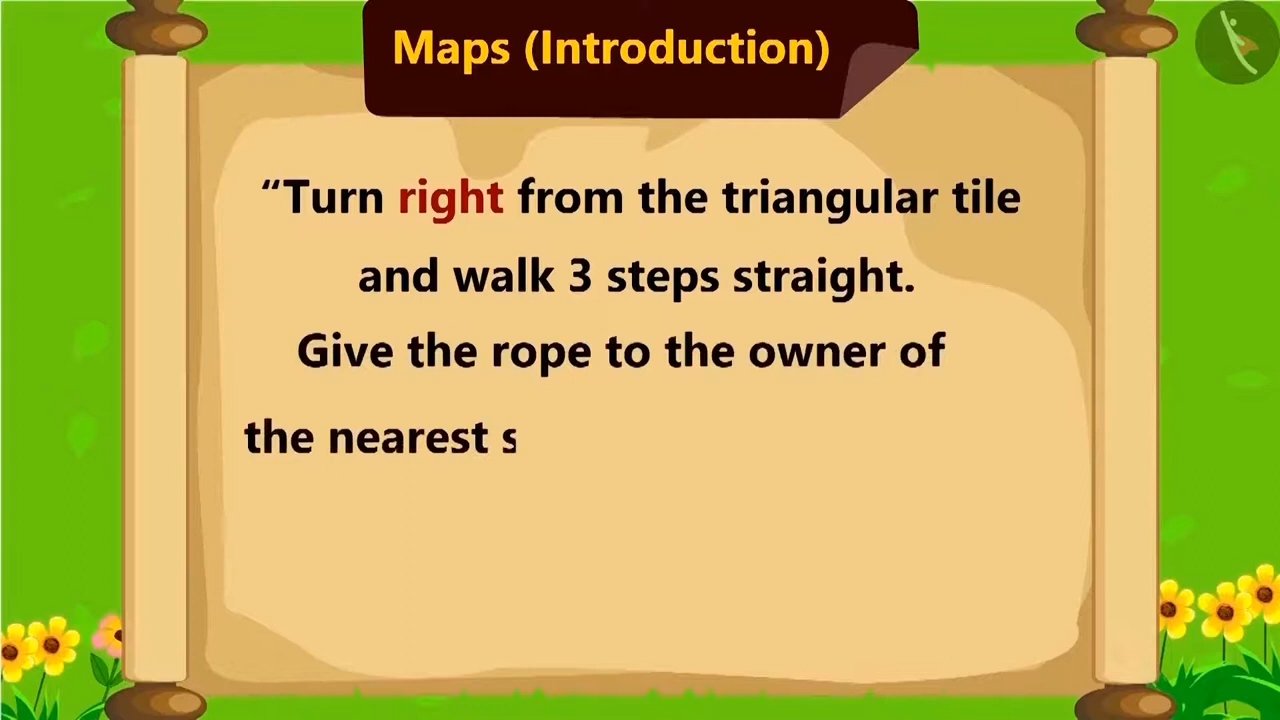 Maps (Introduction)
“Turn right from the triangular tile
and walk 3 steps straight.
Give the rope to the owner of
the nearest s